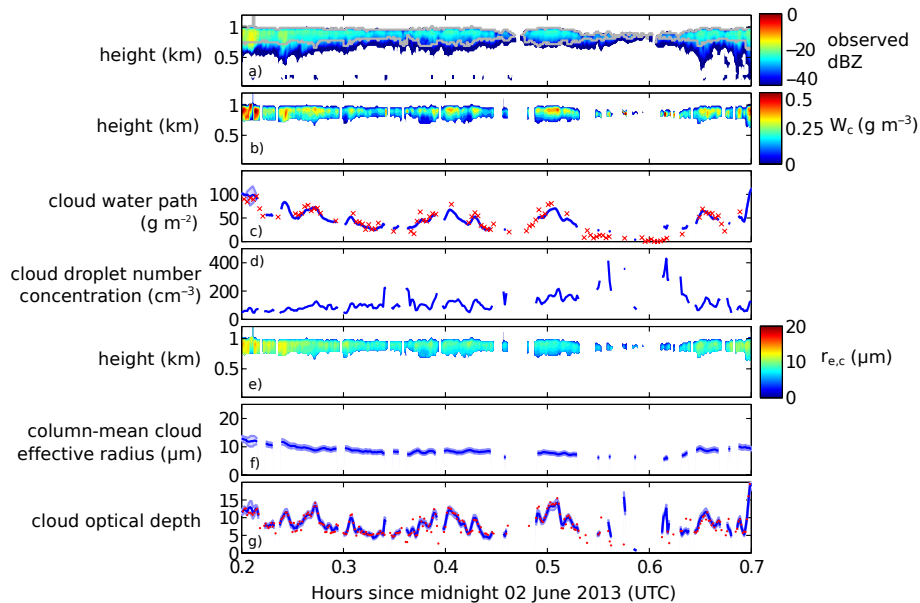 1
0.5
height (km)
a)
0
−20
−40
observed
dBZ
1
0.5
height (km)
b)
0.5
0.25
0
W_c (g m⁻³)
100
50
0
cloud water path
(g m⁻²)
c)
400
200
0
cloud droplet number
concentration (cm⁻³)
d)
1
0.5
height (km)
e)
20
10
0
r_e,c (µm)
20
10
0
column-mean cloud
effective radius (µm)
f)
15
10
5
0
cloud optical depth
g)
0.2 0.3 0.4 0.5 0.6 0.7
Hours since midnight 02 June 2013 (UTC)